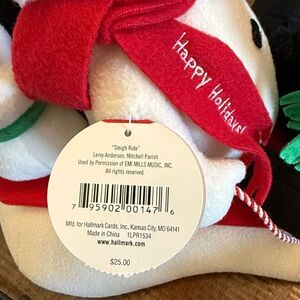 Happy Holidays!
"Sleigh Ride"
Leroy Anderson, Mitchell Parish
Used by Permission of EMI MILLS MUSIC, INC.
All rights reserved.
7 95902 00147 6
Mfd. for Hallmark Cards, Inc., Kansas City, MO 64141
Made in China 1LPR1534
www.hallmark.com
$25.00